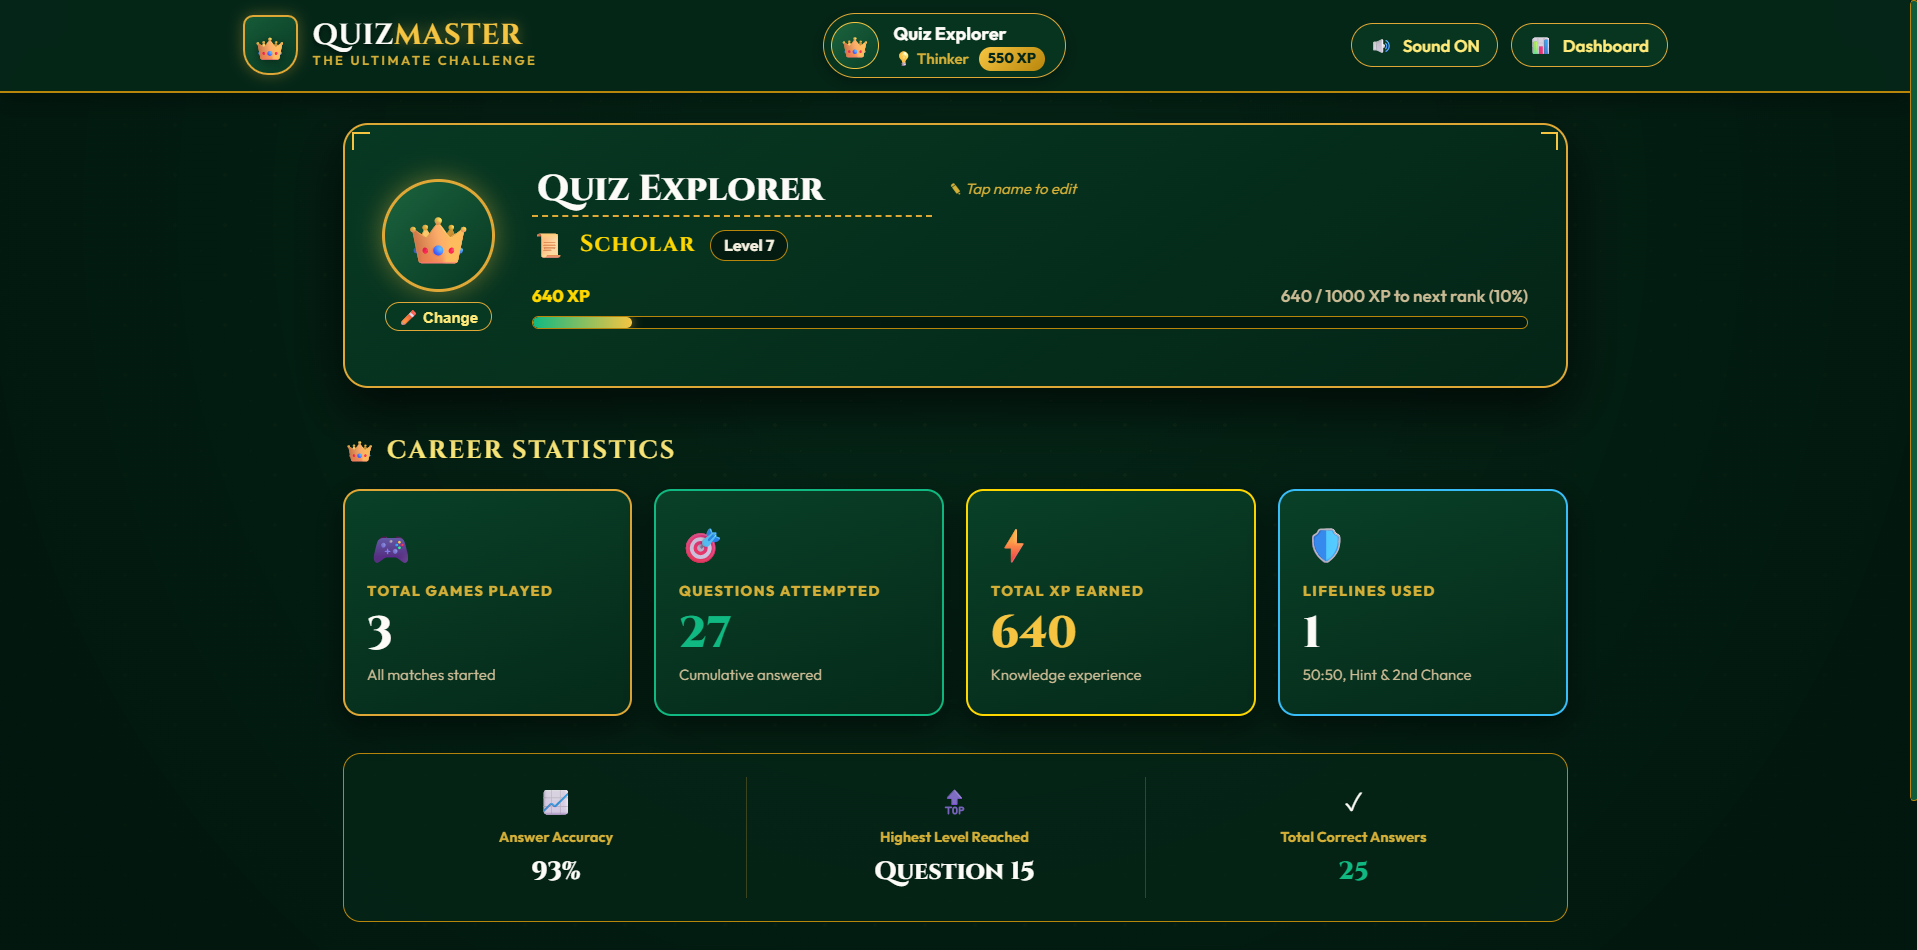 QUIZMASTER
THE ULTIMATE CHALLENGE
Quiz Explorer
Thinker 550 XP
Sound ON
Dashboard
Quiz Explorer
Tap name to edit
Scholar Level 7
Change
640 XP
640 / 1000 XP to next rank (10%)
CAREER STATISTICS
TOTAL GAMES PLAYED
3
All matches started
QUESTIONS ATTEMPTED
27
Cumulative answered
TOTAL XP EARNED
640
Knowledge experience
LIFELINES USED
1
50:50, Hint & 2nd Chance
Answer Accuracy
93%
TOP
Highest Level Reached
Question 15
Total Correct Answers
25